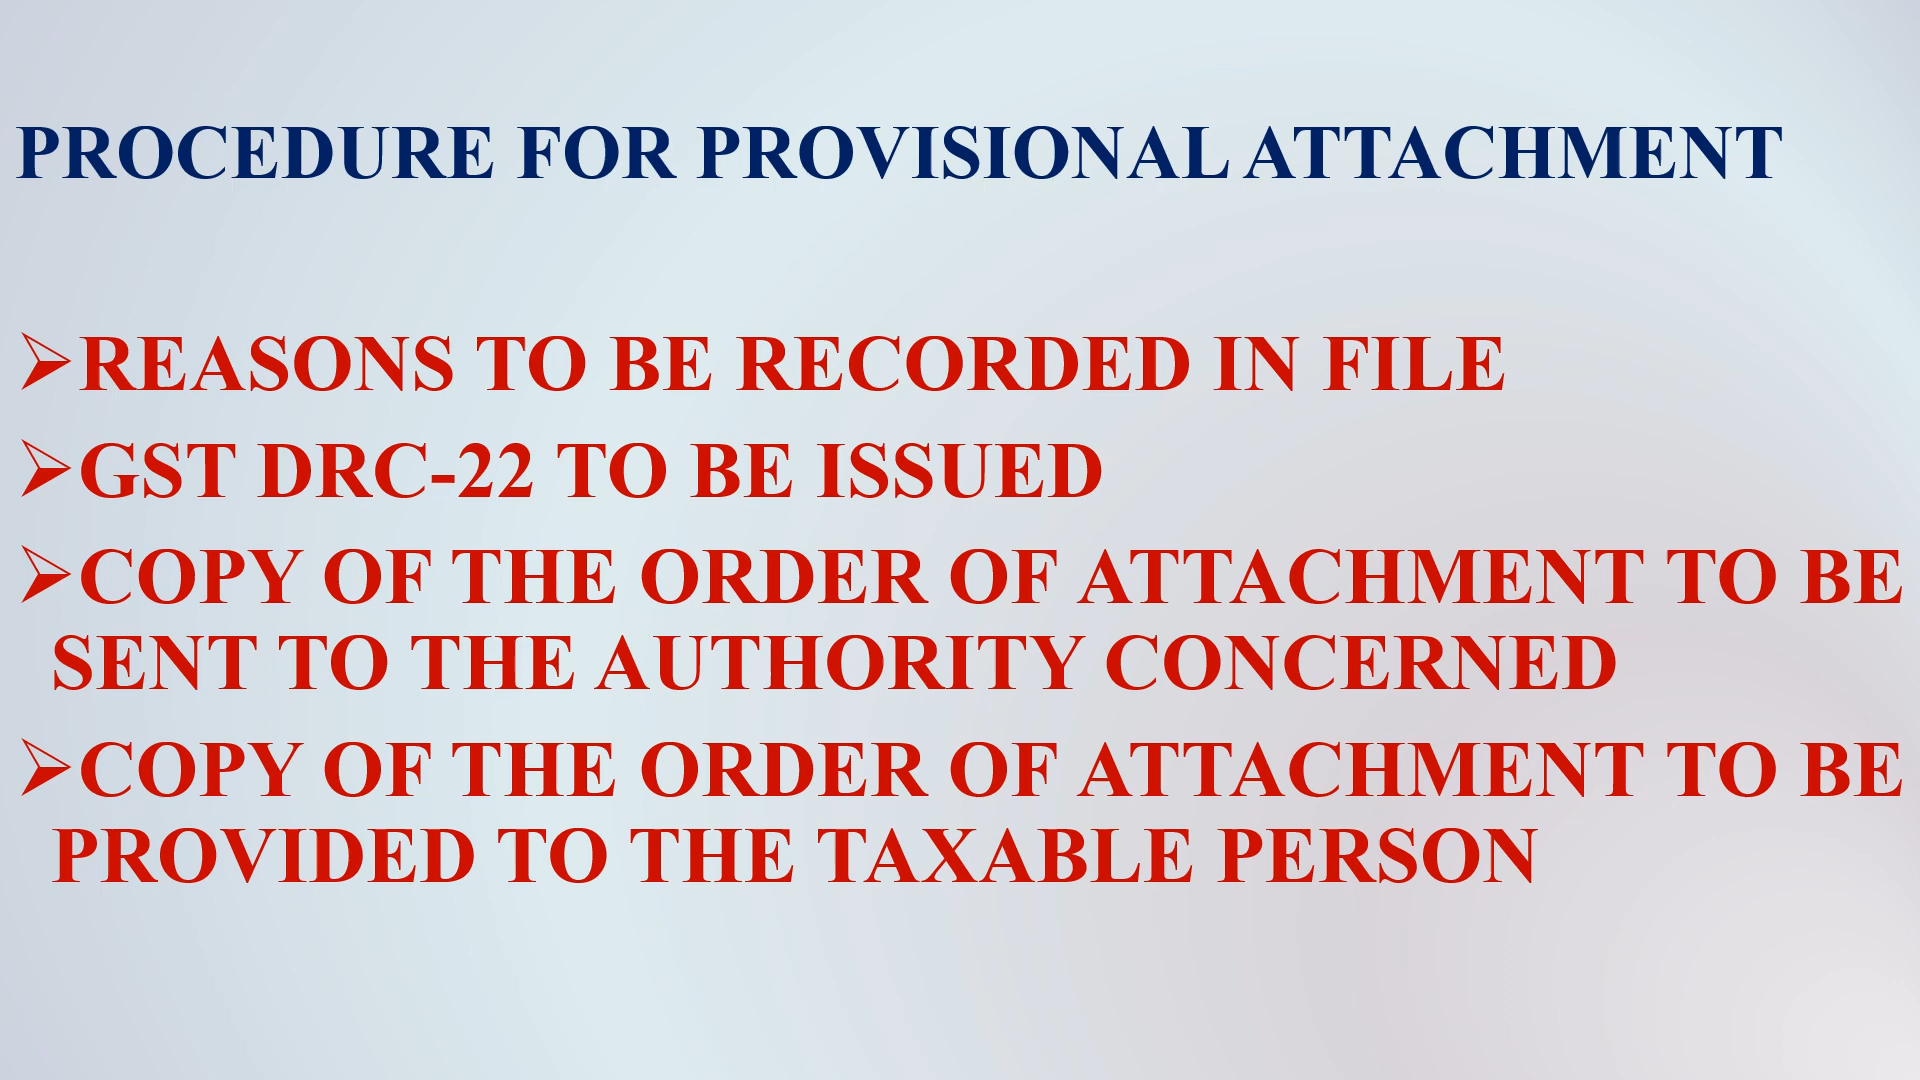 PROCEDURE FOR PROVISIONAL ATTACHMENT
➢REASONS TO BE RECORDED IN FILE
➢GST DRC-22 TO BE ISSUED
➢COPY OF THE ORDER OF ATTACHMENT TO BE
SENT TO THE AUTHORITY CONCERNED
➢COPY OF THE ORDER OF ATTACHMENT TO BE
PROVIDED TO THE TAXABLE PERSON